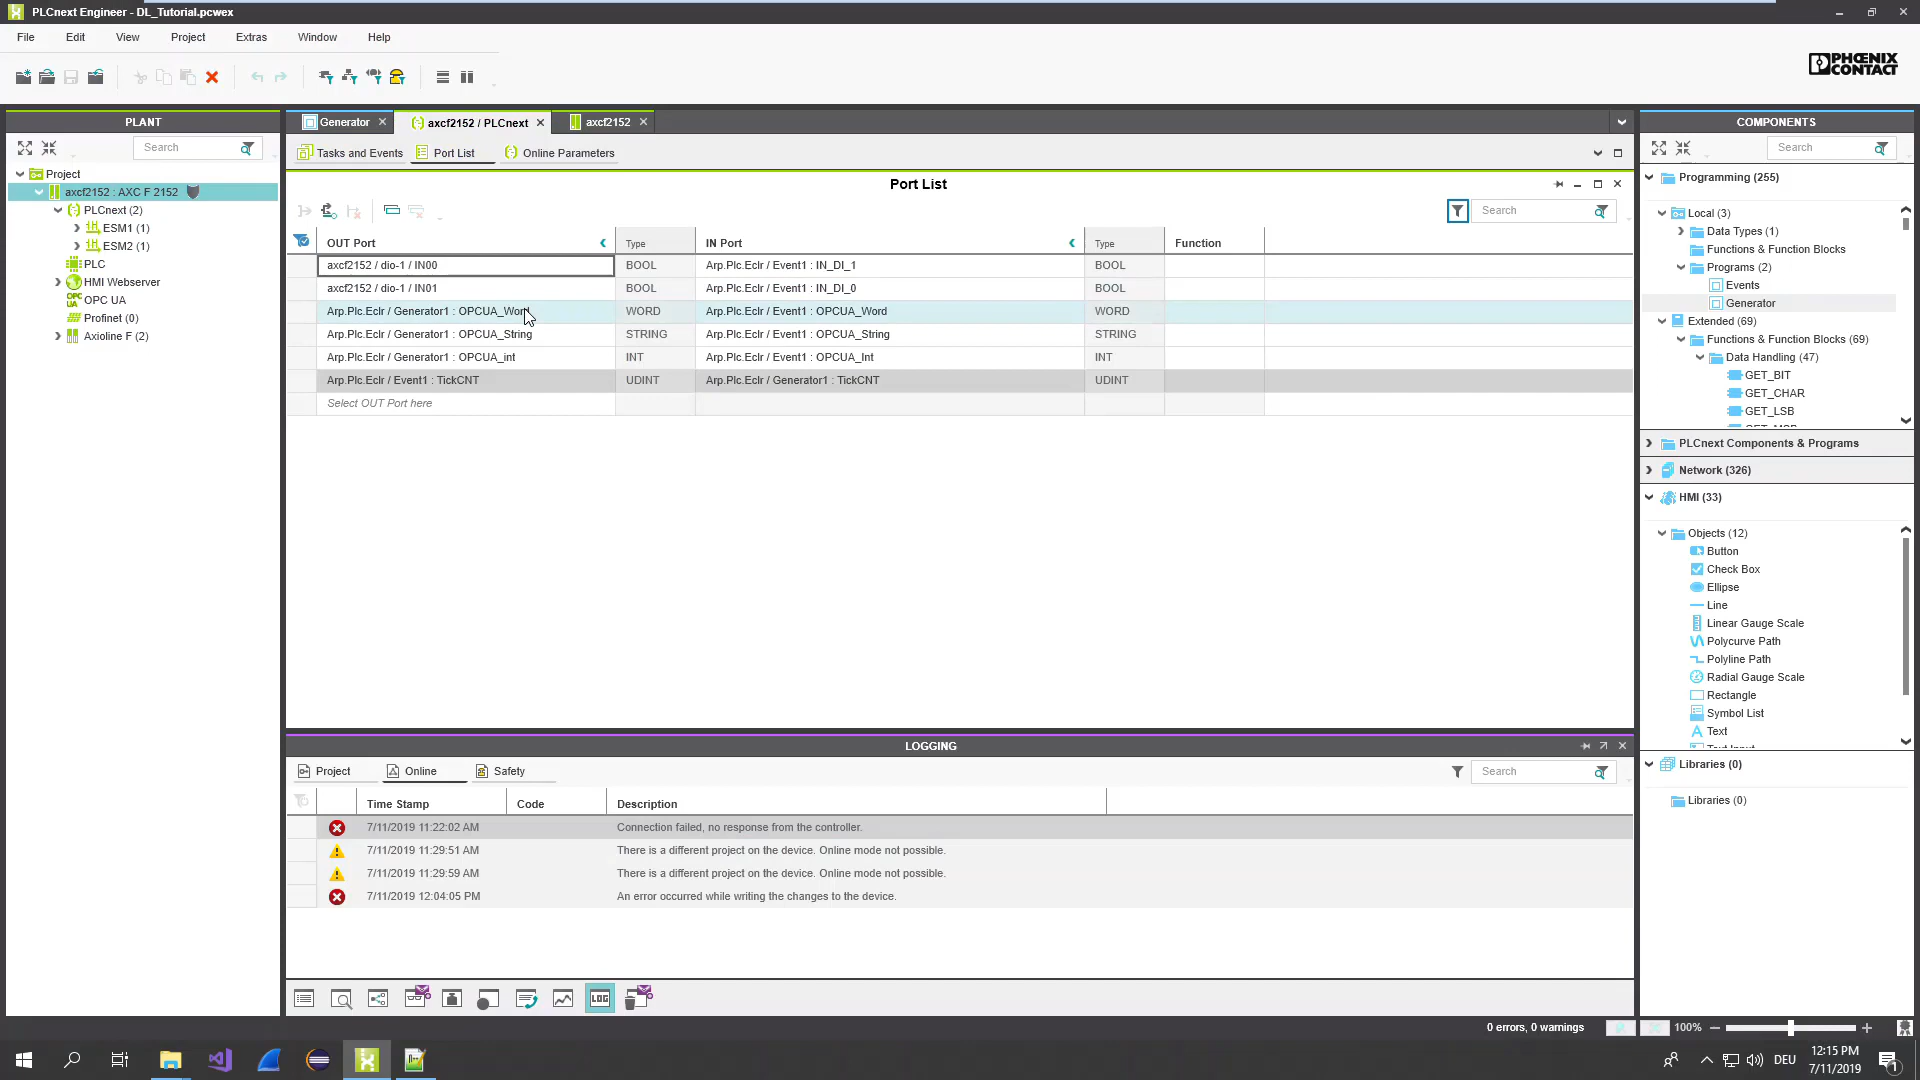 PLCnext Engineer - DL_Tutorial.pcwex
File Edit View Project Extras Window Help
PHOENIX
CONTACT
PLANT
Search
Project
axcf2152 : AXC F 2152
PLCnext (2)
ESM1 (1)
ESM2 (1)
PLC
HMI Webserver
OPC UA
Profinet (0)
Axioline F (2)
Generator axcf2152 / PLCnext axcf2152
Tasks and Events Port List Online Parameters
Port List
Search
OUT Port Type IN Port Type Function
axcf2152 / dio-1 / IN00 BOOL Arp.Plc.Eclr / Event1 : IN_DI_1 BOOL
axcf2152 / dio-1 / IN01 BOOL Arp.Plc.Eclr / Event1 : IN_DI_0 BOOL
Arp.Plc.Eclr / Generator1 : OPCUA_Word WORD Arp.Plc.Eclr / Event1 : OPCUA_Word WORD
Arp.Plc.Eclr / Generator1 : OPCUA_String STRING Arp.Plc.Eclr / Event1 : OPCUA_String STRING
Arp.Plc.Eclr / Generator1 : OPCUA_int INT Arp.Plc.Eclr / Event1 : OPCUA_Int INT
Arp.Plc.Eclr / Event1 : TickCNT UDINT Arp.Plc.Eclr / Generator1 : TickCNT UDINT
Select OUT Port here
LOGGING
Project Online Safety
Search
Time Stamp Code Description
7/11/2019 11:22:02 AM Connection failed, no response from the controller.
7/11/2019 11:29:51 AM There is a different project on the device. Online mode not possible.
7/11/2019 11:29:59 AM There is a different project on the device. Online mode not possible.
7/11/2019 12:04:05 PM An error occurred while writing the changes to the device.
LOG
COMPONENTS
Search
Programming (255)
Local (3)
Data Types (1)
Functions & Function Blocks
Programs (2)
Events
Generator
Extended (69)
Functions & Function Blocks (69)
Data Handling (47)
GET_BIT
GET_CHAR
GET_LSB
PLCnext Components & Programs
Network (326)
HMI (33)
Objects (12)
Button
Check Box
Ellipse
Line
Linear Gauge Scale
Polycurve Path
Polyline Path
Radial Gauge Scale
Rectangle
Symbol List
Text
Libraries (0)
Libraries (0)
0 errors, 0 warnings 100%
DEU
12:15 PM
7/11/2019
1